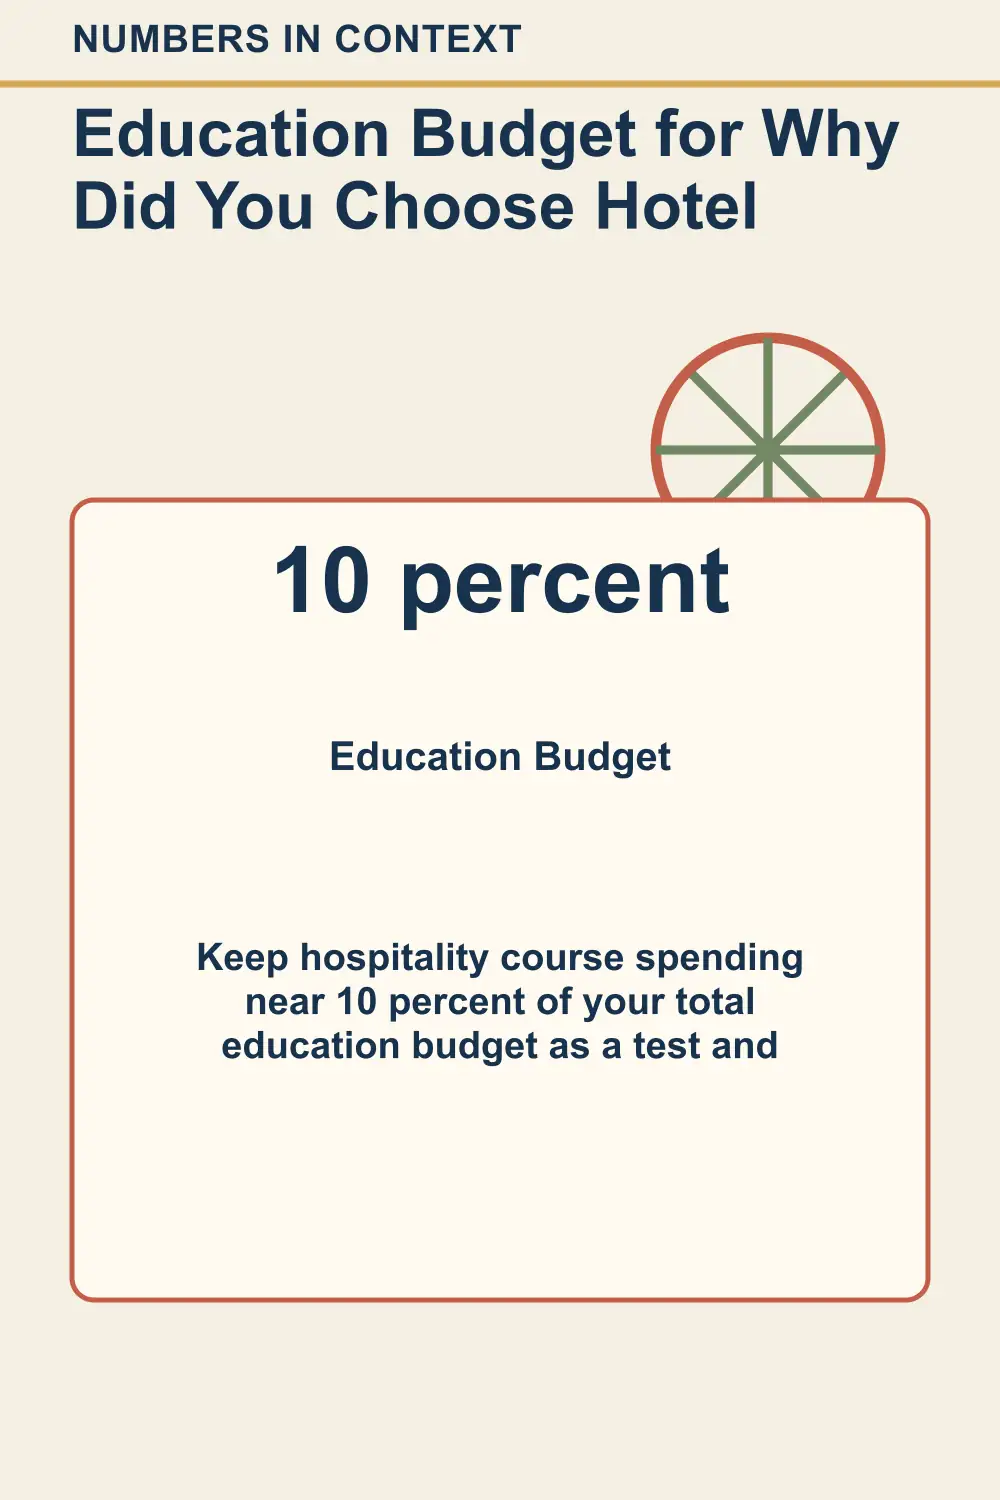 NUMBERS IN CONTEXT
Education Budget for Why
Did You Choose Hotel
10 percent
Education Budget
Keep hospitality course spending
near 10 percent of your total
education budget as a test and